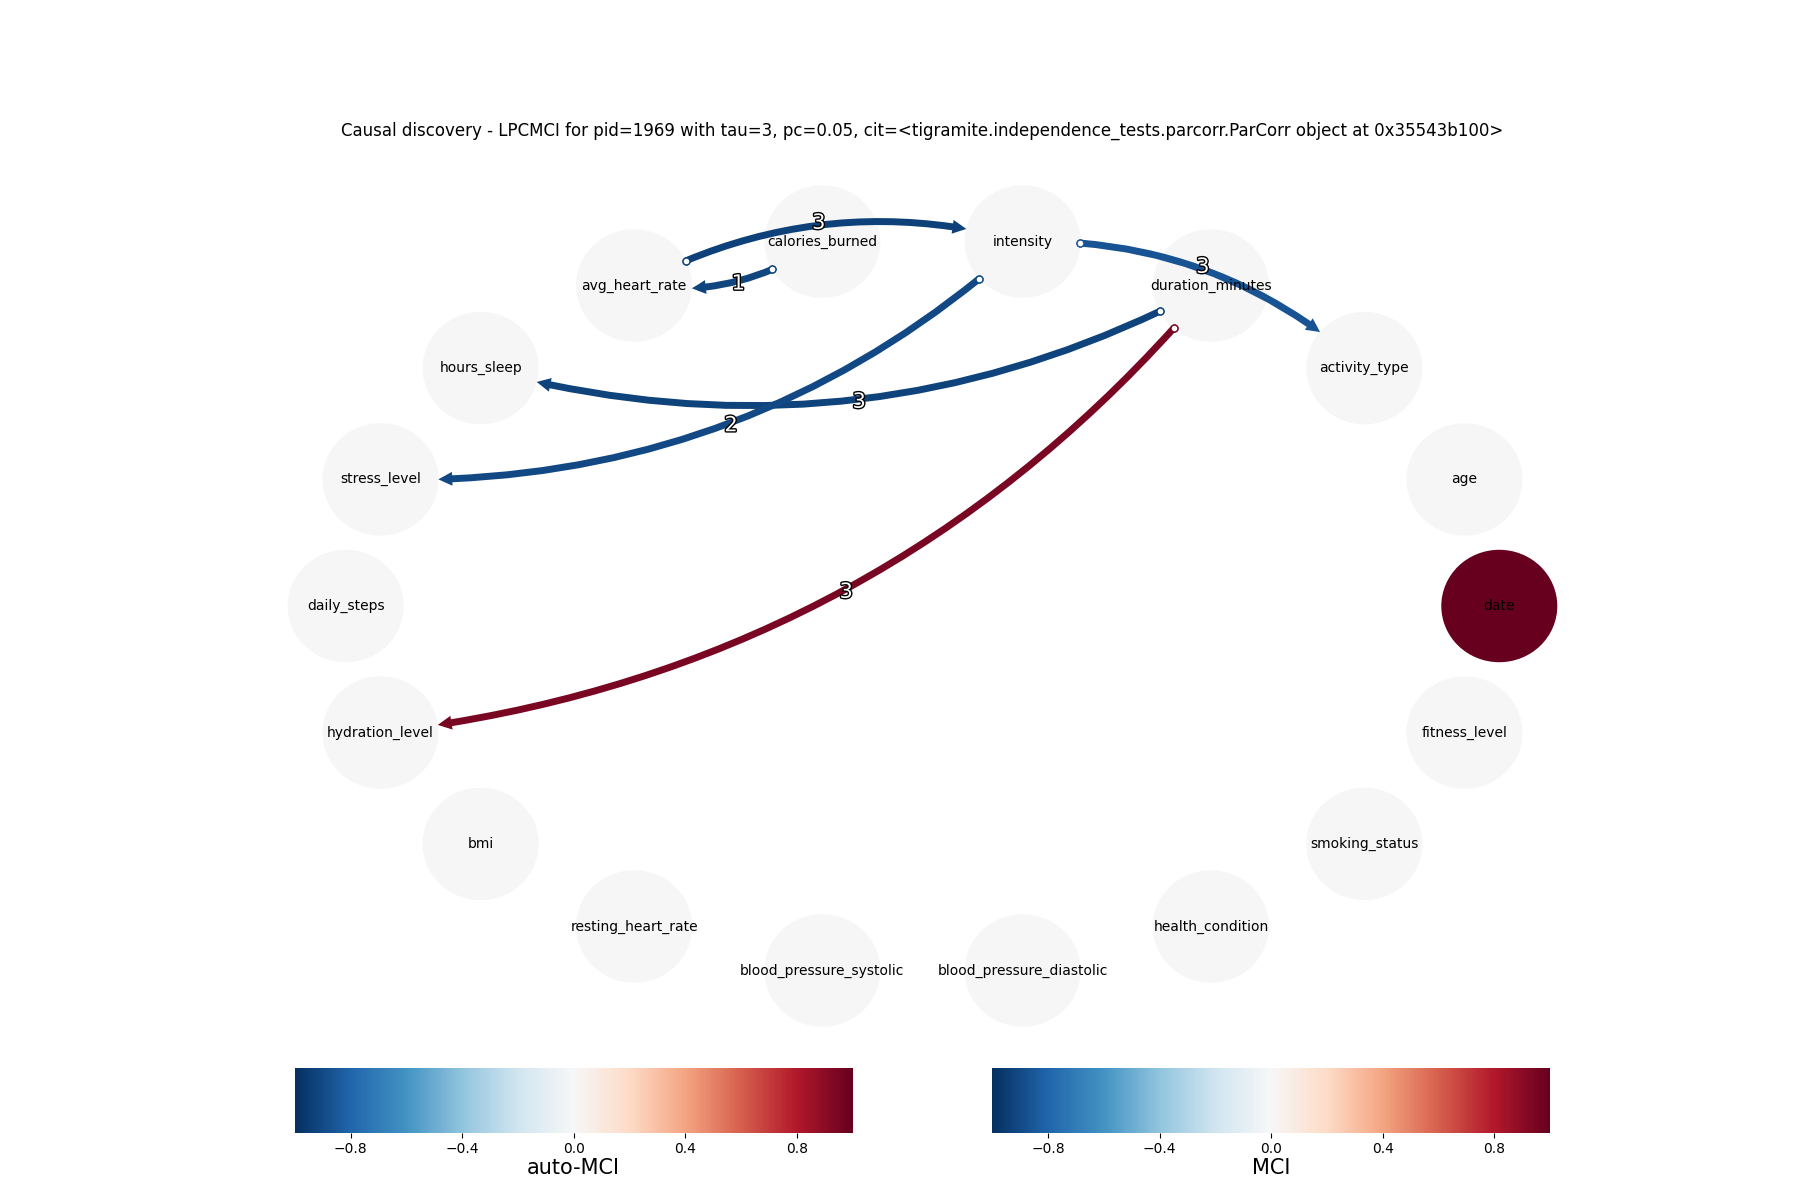 Causal discovery - LPCMCI for pid=1969 with tau=3, pc=0.05, cit=<tigramite.independence_tests.parcorr.ParCorr object at 0x35543b100>
3
calories_burned
intensity
3
avg_heart_rate
1
duration_minutes
hours_sleep
activity_type
3
2
stress_level
age
3
daily_steps
date
hydration_level
fitness_level
bmi
smoking_status
resting_heart_rate
health_condition
blood_pressure_systolic
blood_pressure_diastolic
−0.8 −0.4 0.0 0.4 0.8
auto-MCI
−0.8 −0.4 0.0 0.4 0.8
MCI